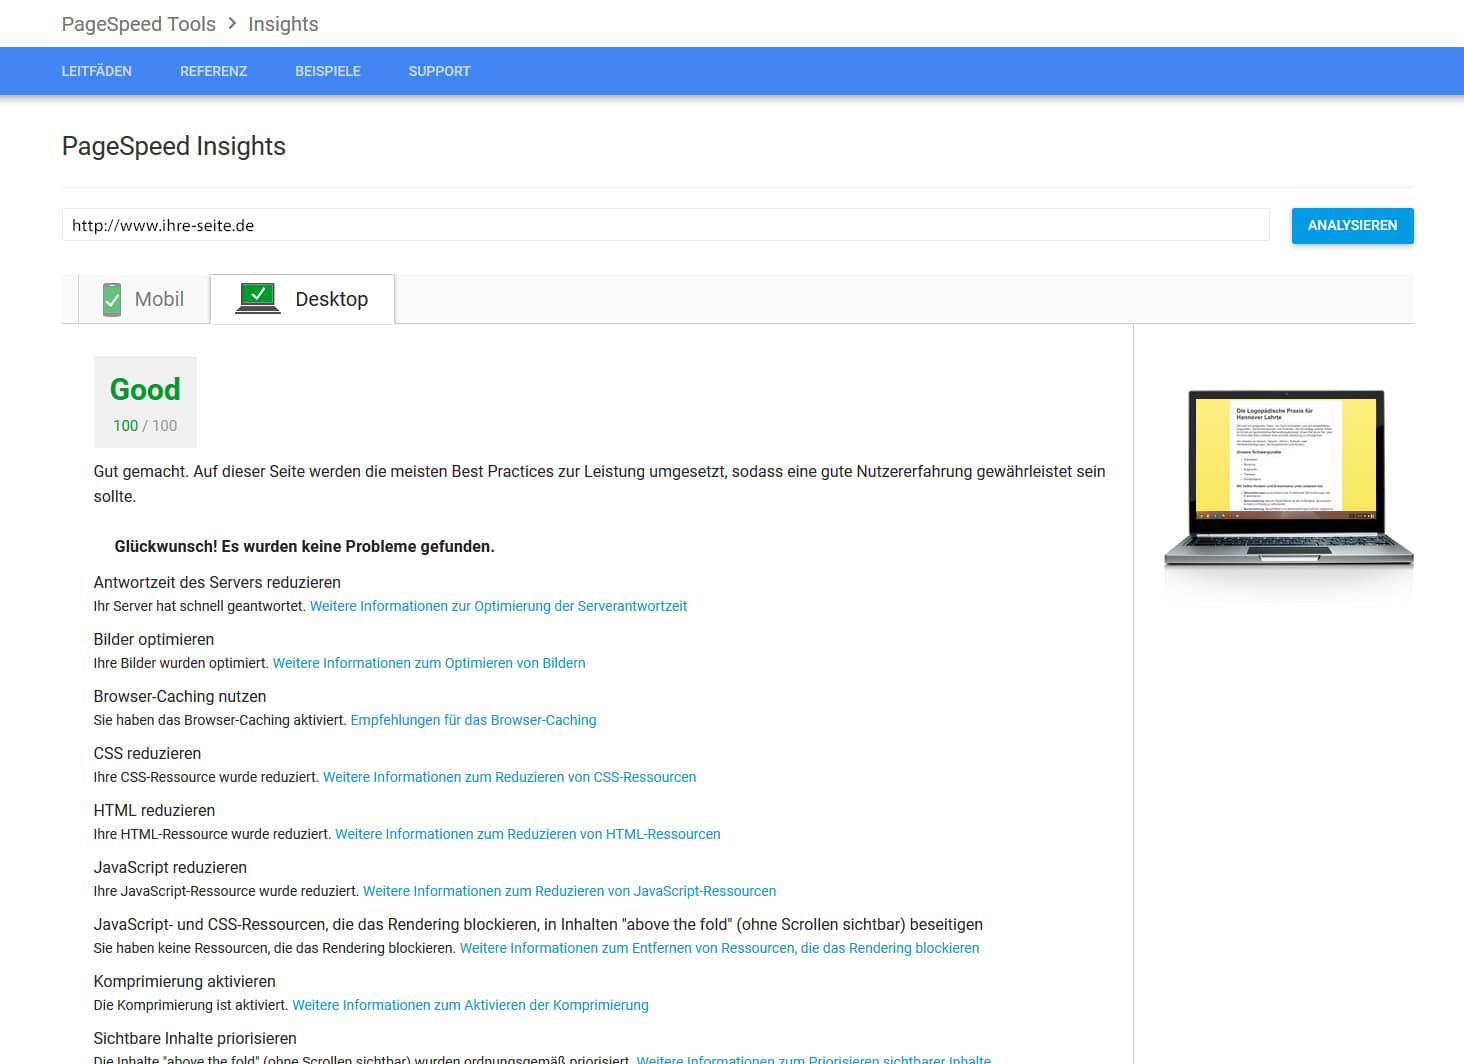 PageSpeed Tools > Insights
LEITFÄDEN REFERENZ BEISPIELE SUPPORT
PageSpeed Insights
http://www.ihre-seite.de ANALYSIEREN
Mobil Desktop
Good
100 / 100
Gut gemacht. Auf dieser Seite werden die meisten Best Practices zur Leistung umgesetzt, sodass eine gute Nutzererfahrung gewährleistet sein
sollte.
Glückwunsch! Es wurden keine Probleme gefunden.
Antwortzeit des Servers reduzieren
Ihr Server hat schnell geantwortet. Weitere Informationen zur Optimierung der Serverantwortzeit
Bilder optimieren
Ihre Bilder wurden optimiert. Weitere Informationen zum Optimieren von Bildern
Browser-Caching nutzen
Sie haben das Browser-Caching aktiviert. Empfehlungen für das Browser-Caching
CSS reduzieren
Ihre CSS-Ressource wurde reduziert. Weitere Informationen zum Reduzieren von CSS-Ressourcen
HTML reduzieren
Ihre HTML-Ressource wurde reduziert. Weitere Informationen zum Reduzieren von HTML-Ressourcen
JavaScript reduzieren
Ihre JavaScript-Ressource wurde reduziert. Weitere Informationen zum Reduzieren von JavaScript-Ressourcen
JavaScript- und CSS-Ressourcen, die das Rendering blockieren, in Inhalten "above the fold" (ohne Scrollen sichtbar) beseitigen
Sie haben keine Ressourcen, die das Rendering blockieren. Weitere Informationen zum Entfernen von Ressourcen, die das Rendering blockieren
Komprimierung aktivieren
Die Komprimierung ist aktiviert. Weitere Informationen zum Aktivieren der Komprimierung
Sichtbare Inhalte priorisieren
Die Inhalte "above the fold" (ohne Scrollen sichtbar) wurden ordnungsgemäß priorisiert. Weitere Informationen zum Priorisieren sichtbarer Inhalte
Die Logopädische Praxis für
Hannover Lehrte
Unsere Schwerpunkte